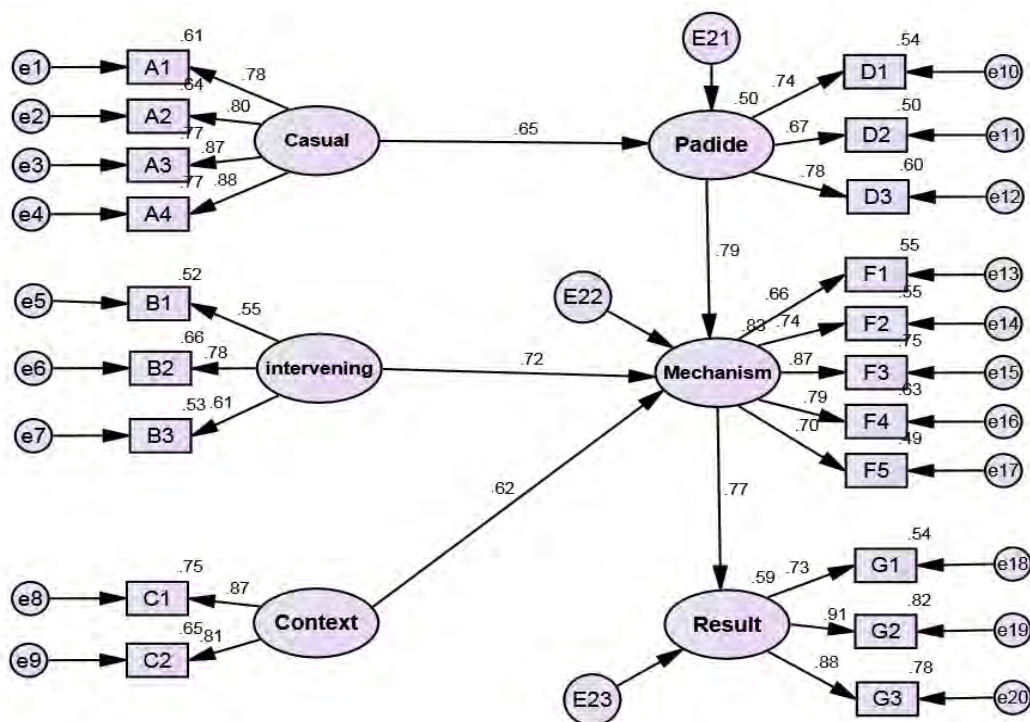 E21
.61
e1 A1 .78
.64
e2 A2 .80
.77
e3 A3 .87
.77 .88
e4 A4
Casual
.65
.50
Padide
.54
.74 D1 e10
.50
.67 D2 e11
.60
.78 D3 e12
.79
.52
e5 B1 .55
.66
e6 B2 .78
.53 .61
e7 B3
intervening
.72
E22
.83
Mechanism
.55
.66 F1 e13
.55
.74 F2 e14
.75
.87 F3 e15
.63
.79 F4 e16
.49
.70 F5 e17
.62
.77
.75
e8 C1 .87
.65 .81
e9 C2
Context
.59
Result
E23
.54
.73 G1 e18
.82
.91 G2 e19
.78
.88 G3 e20